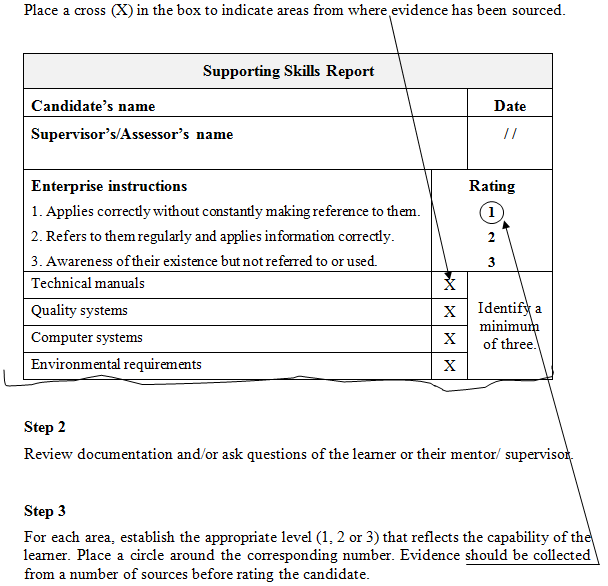 Place a cross (X) in the box to indicate areas from where evidence has been sourced.
Supporting Skills Report
Candidate's name Date
Supervisor's/Assessor's name / /
Enterprise instructions Rating
1. Applies correctly without constantly making reference to them. 1
2. Refers to them regularly and applies information correctly. 2
3. Awareness of their existence but not referred to or used. 3
Technical manuals X
Quality systems X
Computer systems X
Environmental requirements X
Identify a
minimum
of three.
Step 2
Review documentation and/or ask questions of the learner or their mentor/ supervisor.
Step 3
For each area, establish the appropriate level (1, 2 or 3) that reflects the capability of the
learner. Place a circle around the corresponding number. Evidence should be collected
from a number of sources before rating the candidate.